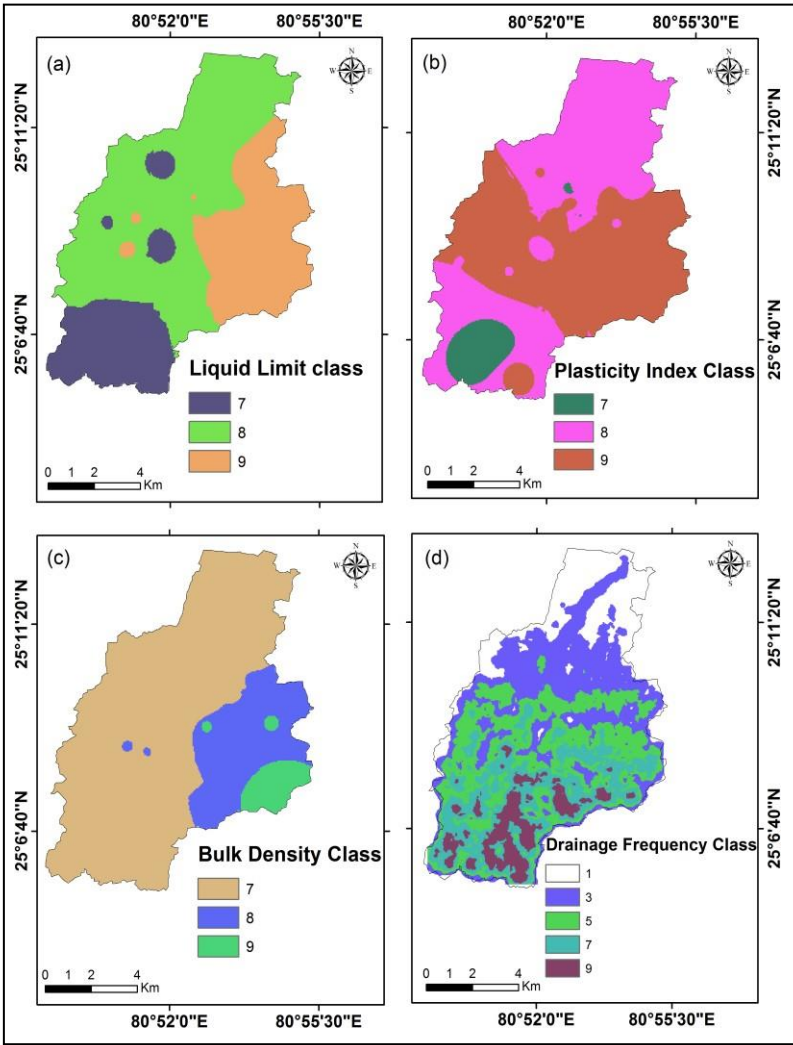 80°52'0"E 80°55'30"E 80°52'0"E 80°55'30"E
(a)
N
W E
S
(b)
N
W E
S
25°11'20"N
25°11'20"N
25°6'40"N
25°6'40"N
Liquid Limit class
7
8
9
0 1 2 4
Km
Plasticity Index Class
7
8
9
0 1 2 4
Km
(c)
N
W E
S
(d)
N
W E
S
25°11'20"N
25°11'20"N
25°6'40"N
25°6'40"N
Bulk Density Class
7
8
9
0 1 2 4
Km
Drainage Frequency Class
1
3
5
7
9
0 1 2 4
Km
80°52'0"E 80°55'30"E 80°52'0"E 80°55'30"E